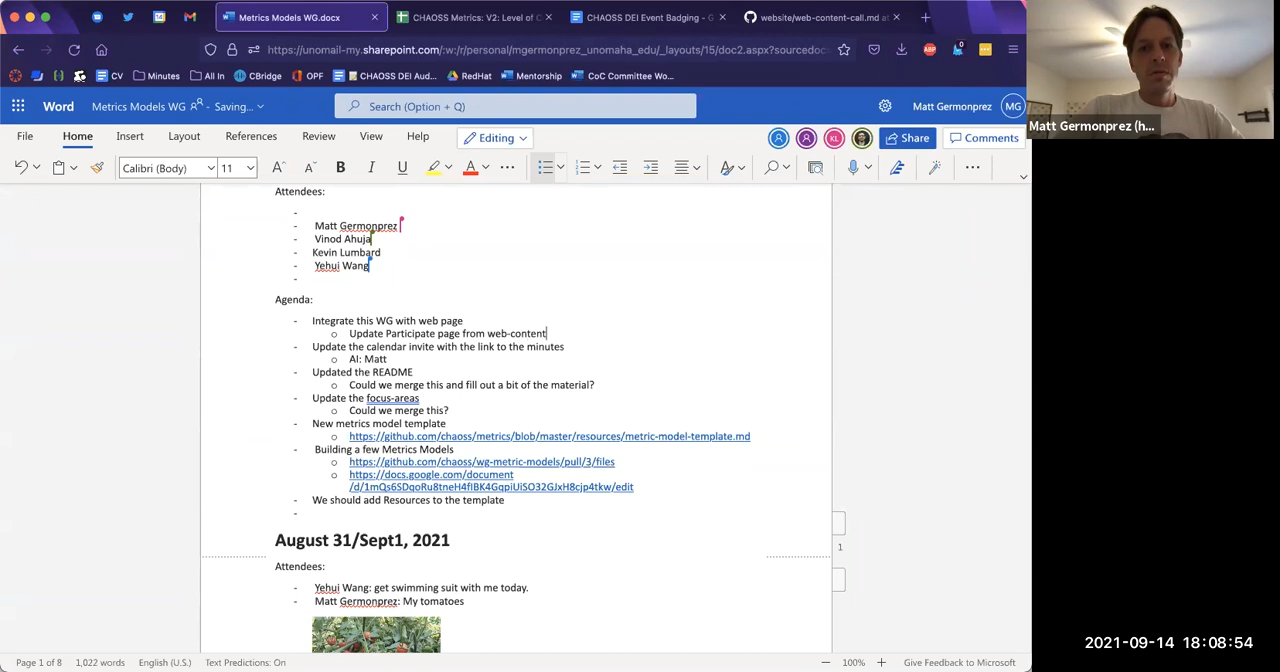 Metrics Models WG.docx
CHAOSS Metrics: V2: Level of C
CHAOSS DEI Event Badging - G
website/web-content-call.md at
https://unomail-my.sharepoint.com/:w:/r/personal/mgermonprez_unomaha_edu/_layouts/15/doc2.aspx?sourcedoc
CV Minutes All In CBridge OPF CHAOSS DEI Aud... RedHat Mentorship CoC Committee Wo...
Word Metrics Models WG - Saving... Search (Option + Q) Matt Germonprez MG
File Home Insert Layout References Review View Help Editing KL Share Comments
Calibri (Body) 11 B I U A
Attendees:
-
- Matt Germonprez
- Vinod Ahuja
- Kevin Lumbard
- Yehui Wang
-
Agenda:
- Integrate this WG with web page
o Update Participate page from web-content
- Update the calendar invite with the link to the minutes
o AI: Matt
- Updated the README
o Could we merge this and fill out a bit of the material?
- Update the focus-areas
o Could we merge this?
- New metrics model template
o https://github.com/chaoss/metrics/blob/master/resources/metric-model-template.md
- Building a few Metrics Models
o https://github.com/chaoss/wg-metric-models/pull/3/files
o https://docs.google.com/document
/d/1mQs6SDqoRu8tneH4fIBK4GqpiUiSO32GJxH8cjp4tkw/edit
- We should add Resources to the template
-
1
August 31/Sept1, 2021
Attendees:
- Yehui Wang: get swimming suit with me today.
- Matt Germonprez: My tomatoes
Page 1 of 8 1,022 words English (U.S.) Text Predictions: On 100% Give Feedback to Microsoft
Matt Germonprez (h...
2021-09-14 18:08:54